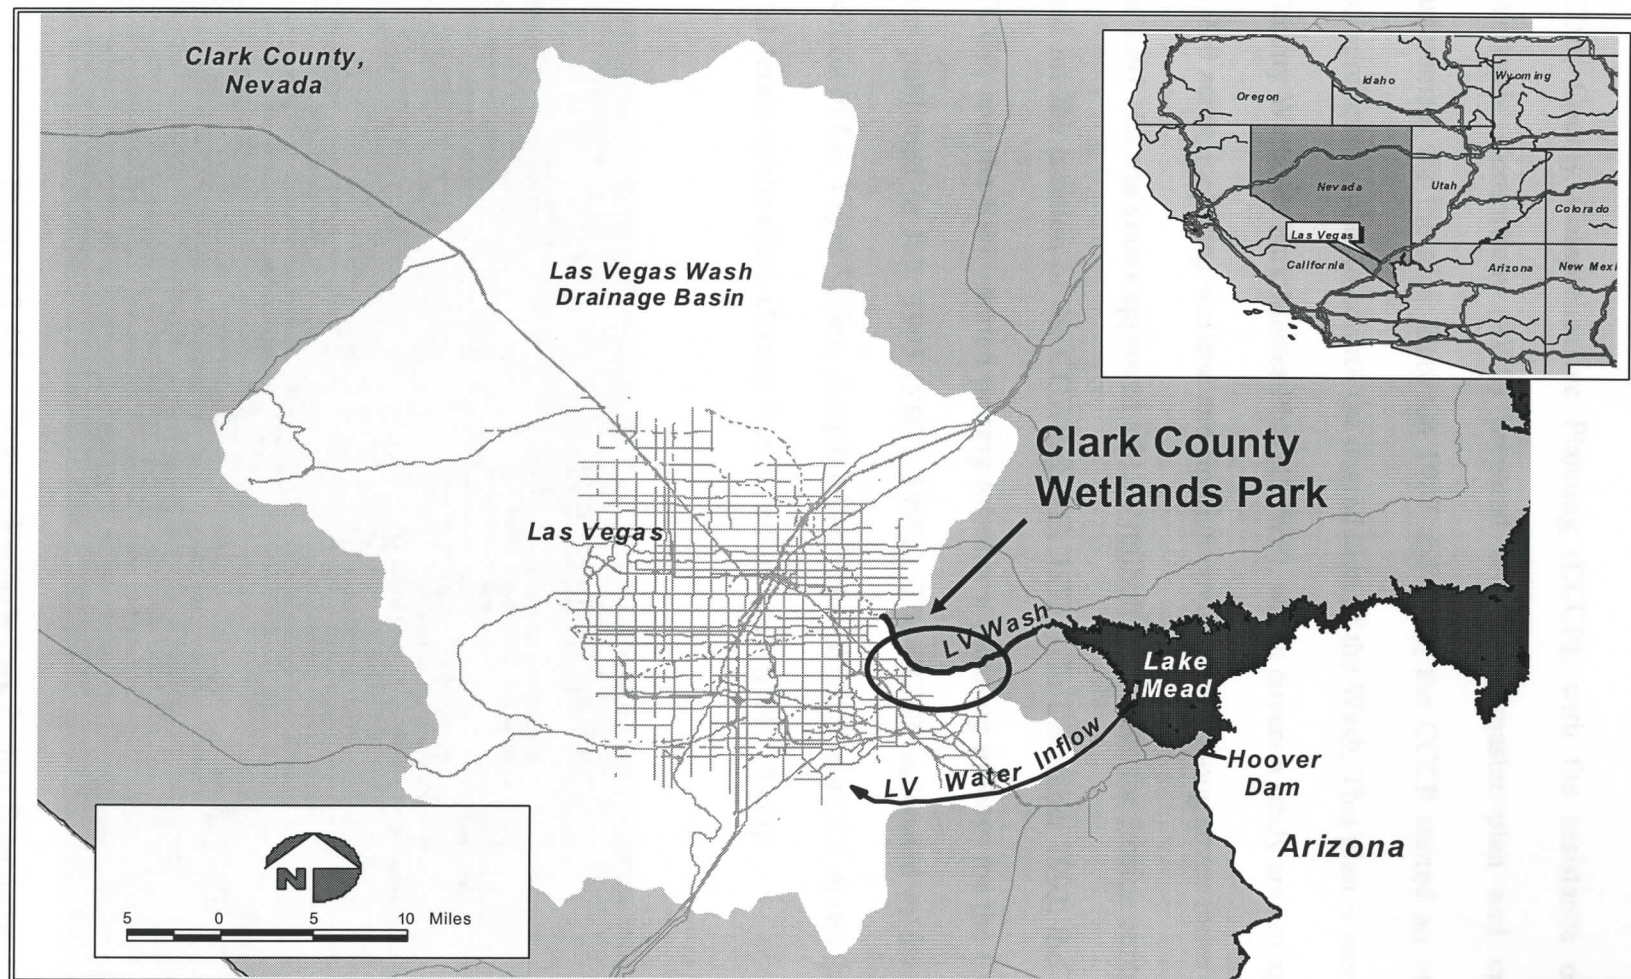 Clark County,
Nevada
Las Vegas Wash
Drainage Basin
Las Vegas
Clark County
Wetlands Park
LV Wash
Lake
Mead
LV Water Inflow
Hoover
Dam
Arizona
Oregon
Idaho
Wyoming
Nevada
Utah
Colorado
Las Vegas
California
Arizona
New Mexi
N
5 0 5 10 Miles